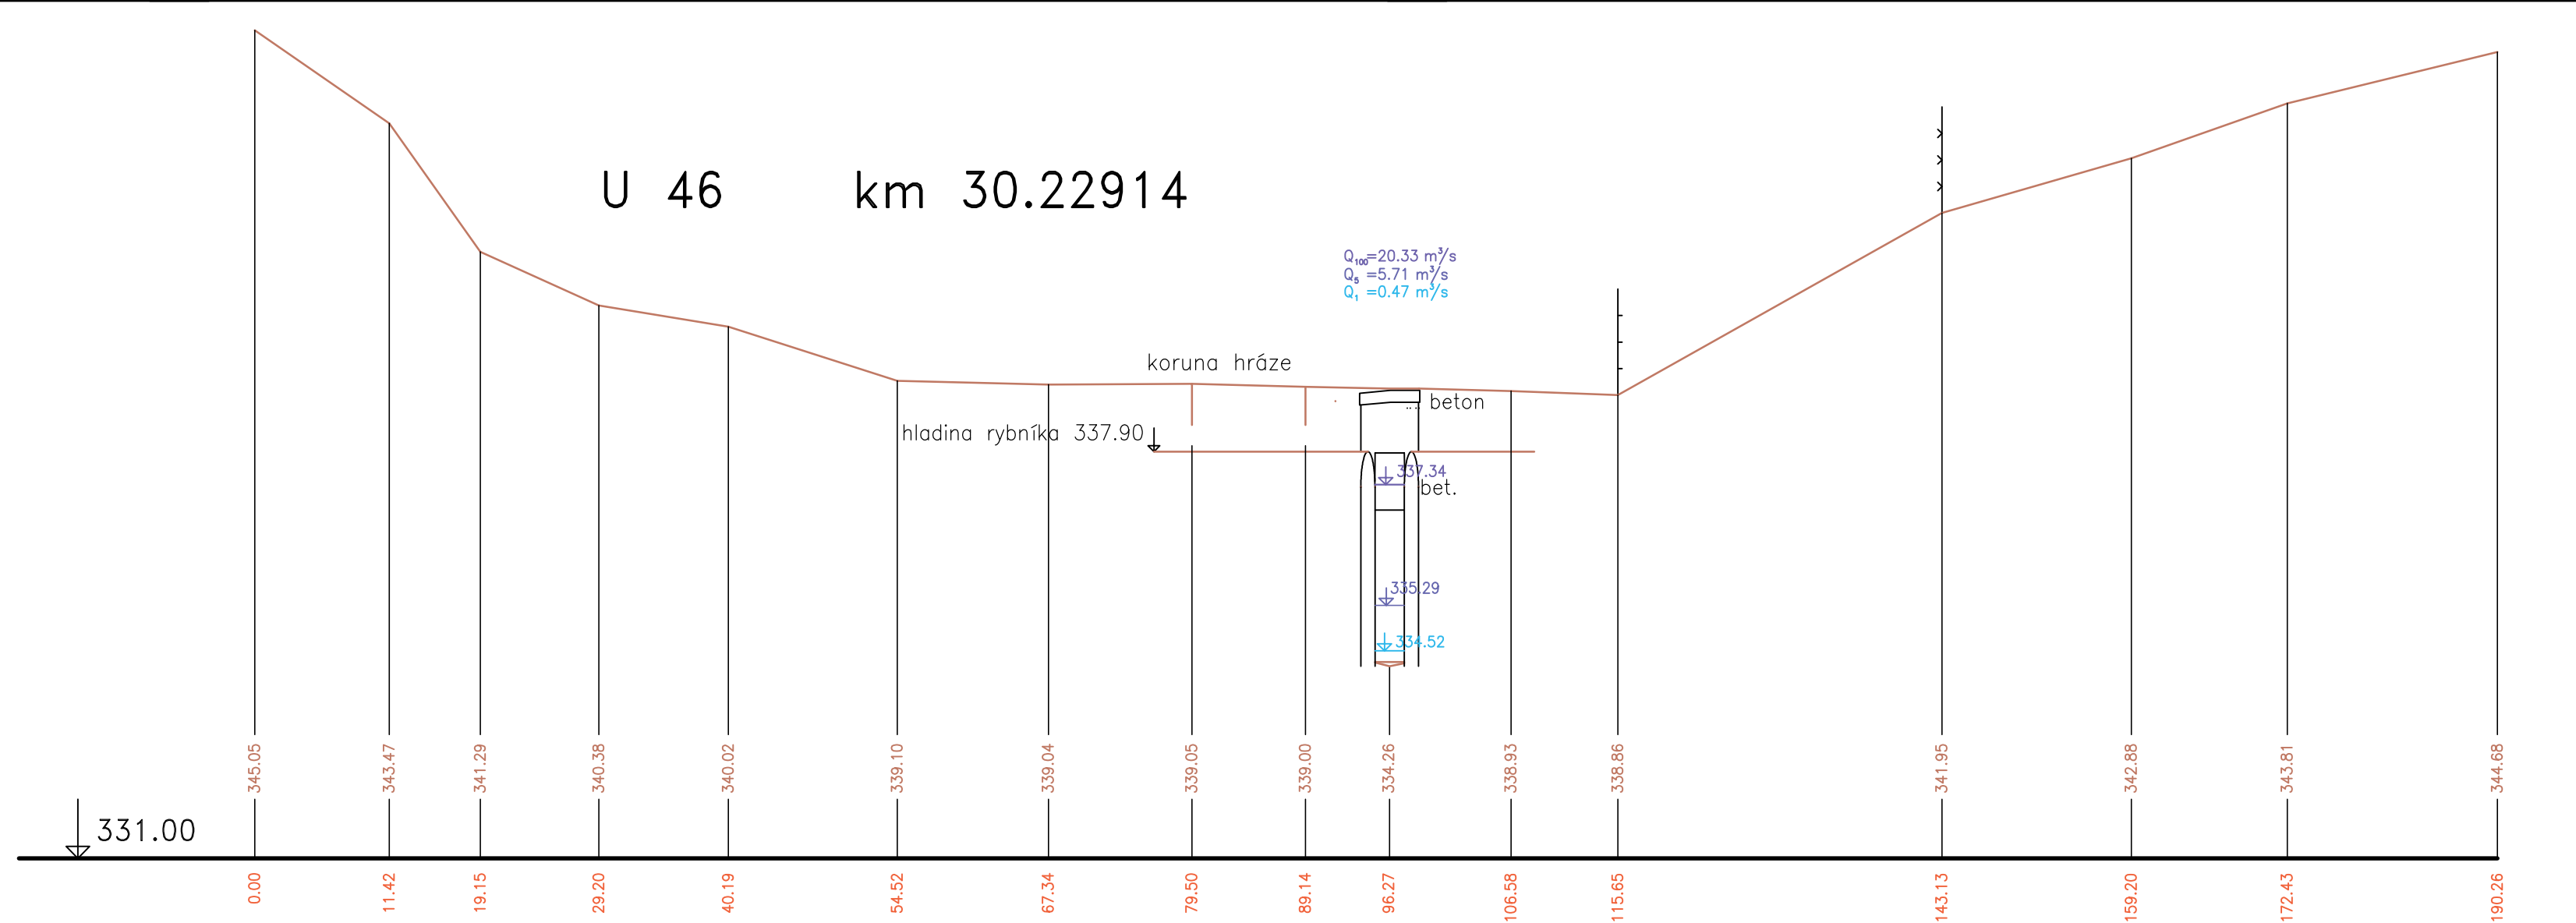 U 46 km 30.22914
Q₁₀₀=20.33 m³/s
Q₅ =5.71 m³/s
Q₁ =0.47 m³/s
koruna hráze
beton
hladina rybníka 337.90
337.34
bet.
335.29
334.52
345.05 343.47 341.29 340.38 340.02 339.10 339.04 339.05 339.00 334.26 338.93 338.86 341.95 342.88 343.81 344.68
331.00
0.00 11.42 19.15 29.20 40.19 54.52 67.34 79.50 89.14 96.27 106.58 115.65 143.13 159.20 172.43 190.26